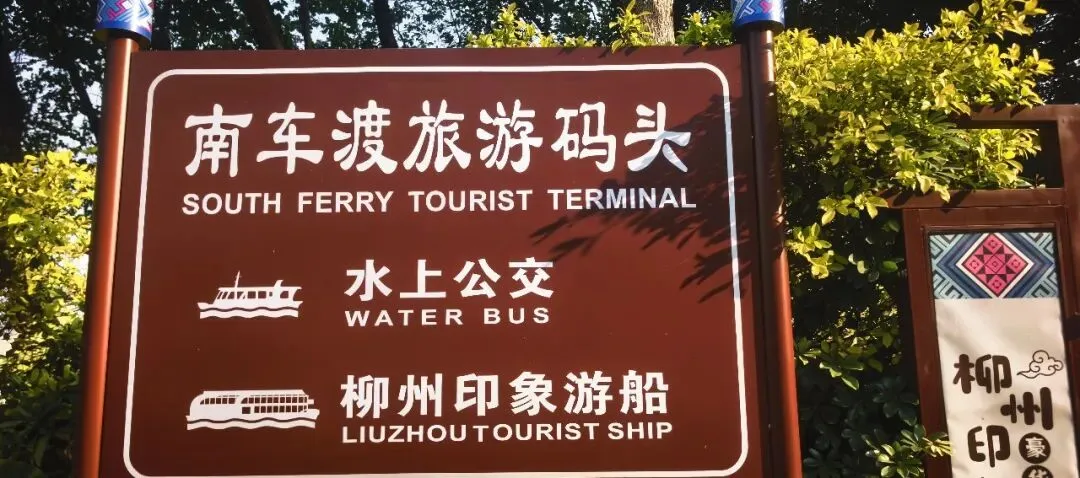 南车渡旅游码头
SOUTH FERRY TOURIST TERMINAL
水上公交
WATER BUS
柳州印象游船
LIUZHOU TOURIST SHIP
柳州
印
豪